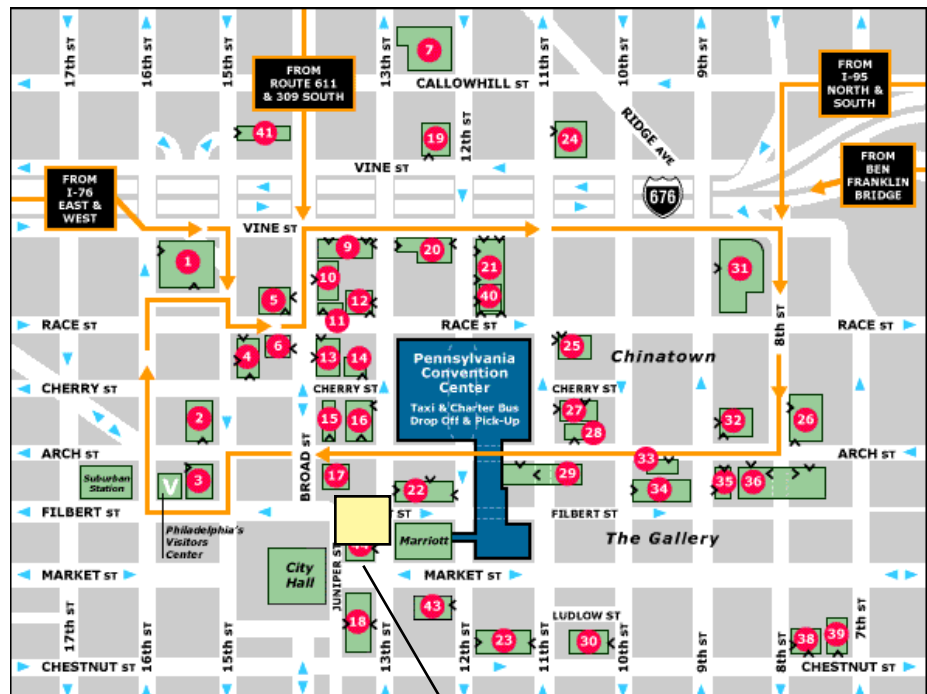 17th ST
16th ST
15th ST
13th ST
12th ST
11th ST
10th ST
9th ST
7
CALLOWHILL ST
FROM
ROUTE 611
& 309 SOUTH
FROM
I-95
NORTH &
SOUTH
41
19
24
RIDGE AVE
VINE ST
FROM
I-76
EAST &
WEST
FROM
BEN
FRANKLIN
BRIDGE
676
VINE ST
1
9
20
10
21
31
5
12
40
11
8th ST
RACE ST
RACE ST
RACE ST
4
6
13
14
25
Chinatown
Pennsylvania
Convention
Center
Taxi & Charter Bus
Drop Off & Pick-Up
CHERRY ST
CHERRY ST
CHERRY ST
2
15
16
27
28
32
26
BROAD ST
ARCH ST
ARCH ST
Suburban
Station
V
3
17
22
29
33
34
35
36
FILBERT ST
ST
FILBERT ST
Philadelphia's
Visitors
Center
Marriott
The Gallery
City
Hall
JUNIPER ST
MARKET ST
MARKET ST
18
43
LUDLOW ST
23
30
38
39
17th ST
16th ST
15th ST
13th ST
12th ST
11th ST
10th ST
9th ST
8th ST
7th ST
CHESTNUT ST
CHESTNUT ST